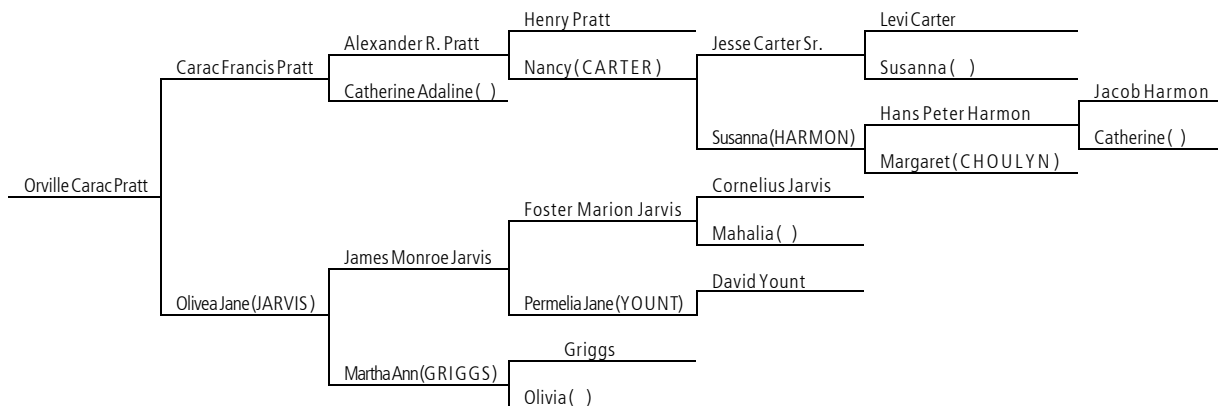 Henry Pratt
Levi Carter
Alexander R. Pratt
Jesse Carter Sr.
Carac Francis Pratt
Nancy (CARTER)
Susanna ( )
Catherine Adaline ( )
Jacob Harmon
Hans Peter Harmon
Susanna (HARMON)
Catherine ( )
Margaret (CHOULYN)
Orville Carac Pratt
Cornelius Jarvis
Foster Marion Jarvis
Mahalia ( )
James Monroe Jarvis
David Yount
Olivea Jane (JARVIS)
Permelia Jane (YOUNT)
Griggs
Martha Ann (GRIGGS)
Olivia ( )